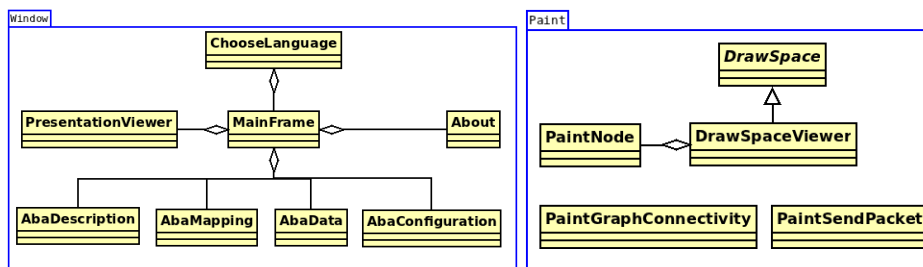 Window
ChooseLanguage
PresentationViewer
MainFrame
About
AbaDescription
AbaMapping
AbaData
AbaConfiguration
Paint
DrawSpace
PaintNode
DrawSpaceViewer
PaintGraphConnectivity
PaintSendPacket